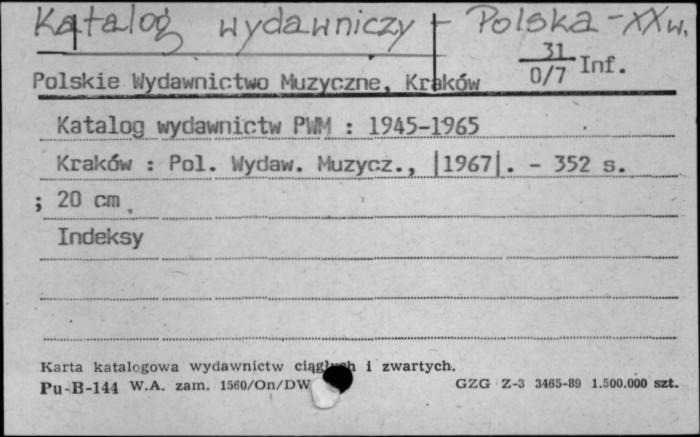 Katalog wydawniczy - Polska - XX w.
31
0/7 Inf.
Polskie Wydawnictwo Muzyczne, Kraków
Katalog wydawnictw PWM : 1945-1965
Kraków : Pol. Wydaw. Muzycz., |1967|. - 352 s.
; 20 cm.
Indeksy
Karta katalogowa wydawnictw ciągłych i zwartych.
Pu-B-144 W.A. zam. 1560/On/DW GZG Z-3 3465-89 1.500.000 szt.